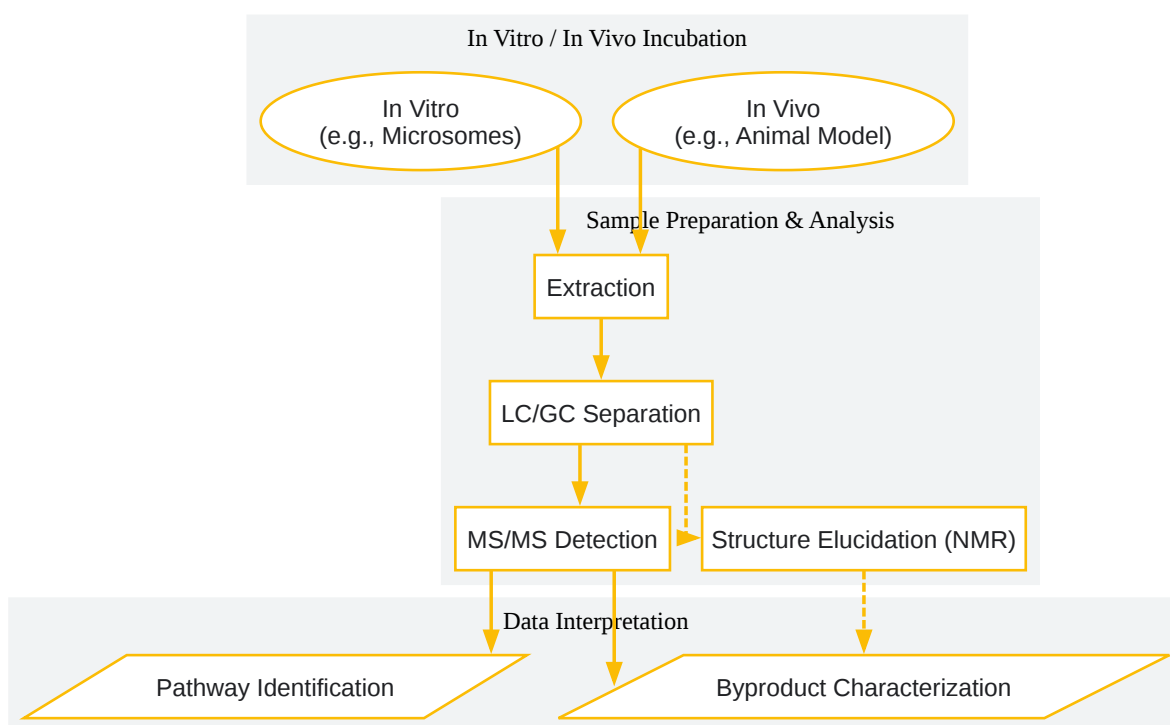 In Vitro / In Vivo Incubation
In Vitro
(e.g., Microsomes)
In Vivo
(e.g., Animal Model)
Sample Preparation & Analysis
Extraction
LC/GC Separation
MS/MS Detection
Structure Elucidation (NMR)
Data Interpretation
Pathway Identification
Byproduct Characterization